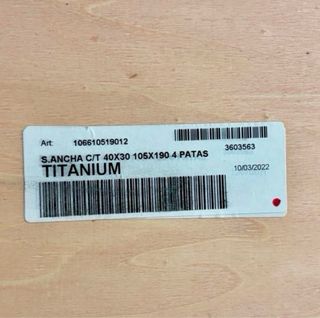 Art: 106610519012
3603563
S.ANCHA C/T 40X30 105X190 4 PATAS
TITANIUM
10/03/2022